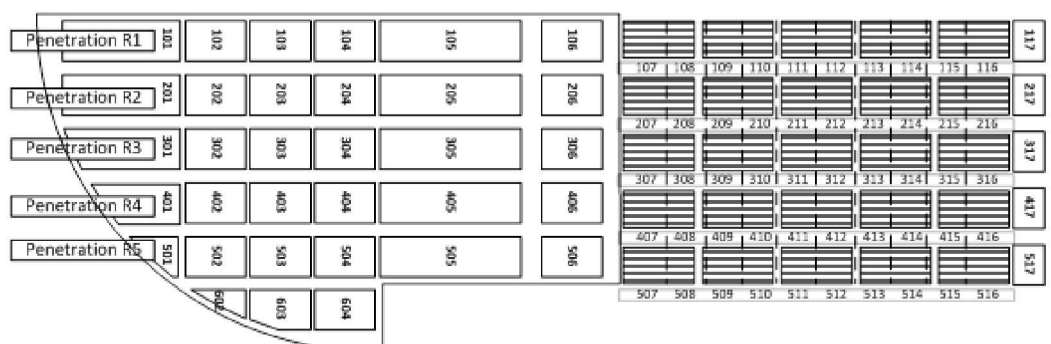 Penetration R1 101 102 103 104 105 106 117
107 108 109 110 111 112 113 114 115 116
Penetration R2 201 202 203 204 205 206 217
207 208 209 210 211 212 213 214 215 216
Penetration R3 301 302 303 304 305 306 317
307 308 309 310 311 312 313 314 315 316
Penetration R4 401 402 403 404 405 406 417
407 408 409 410 411 412 413 414 415 416
Penetration R5 501 502 503 504 505 506 517
507 508 509 510 511 512 513 514 515 516
602 603 604